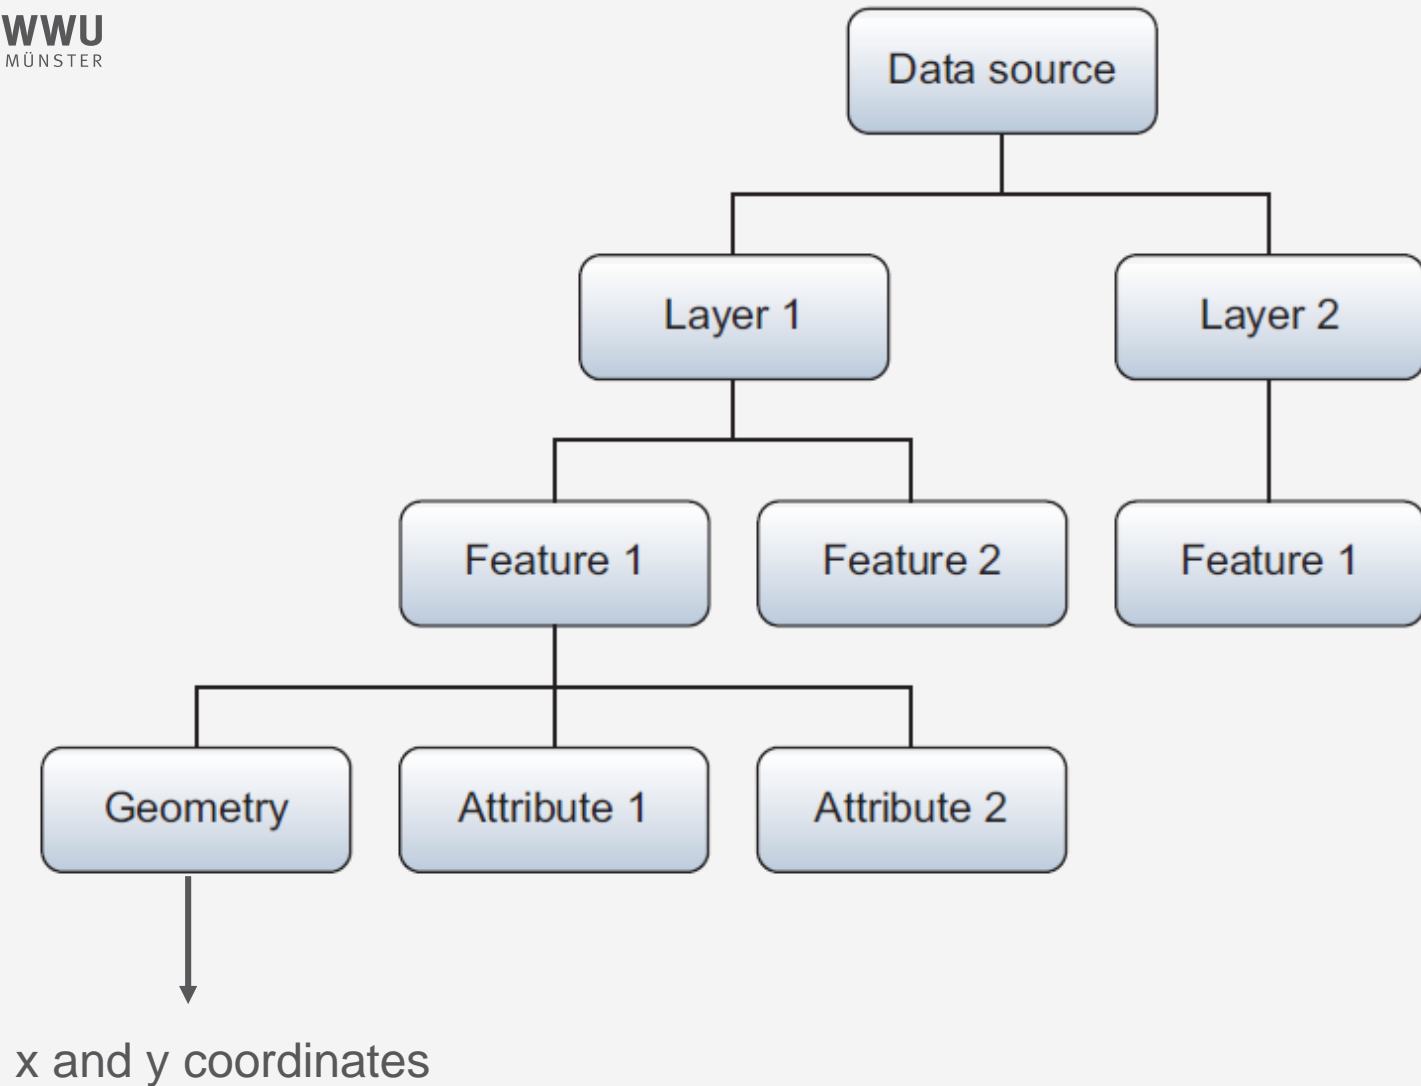 WWU
MÜNSTER
Data source
Layer 1
Layer 2
Feature 1
Feature 2
Feature 1
Geometry
Attribute 1
Attribute 2
x and y coordinates